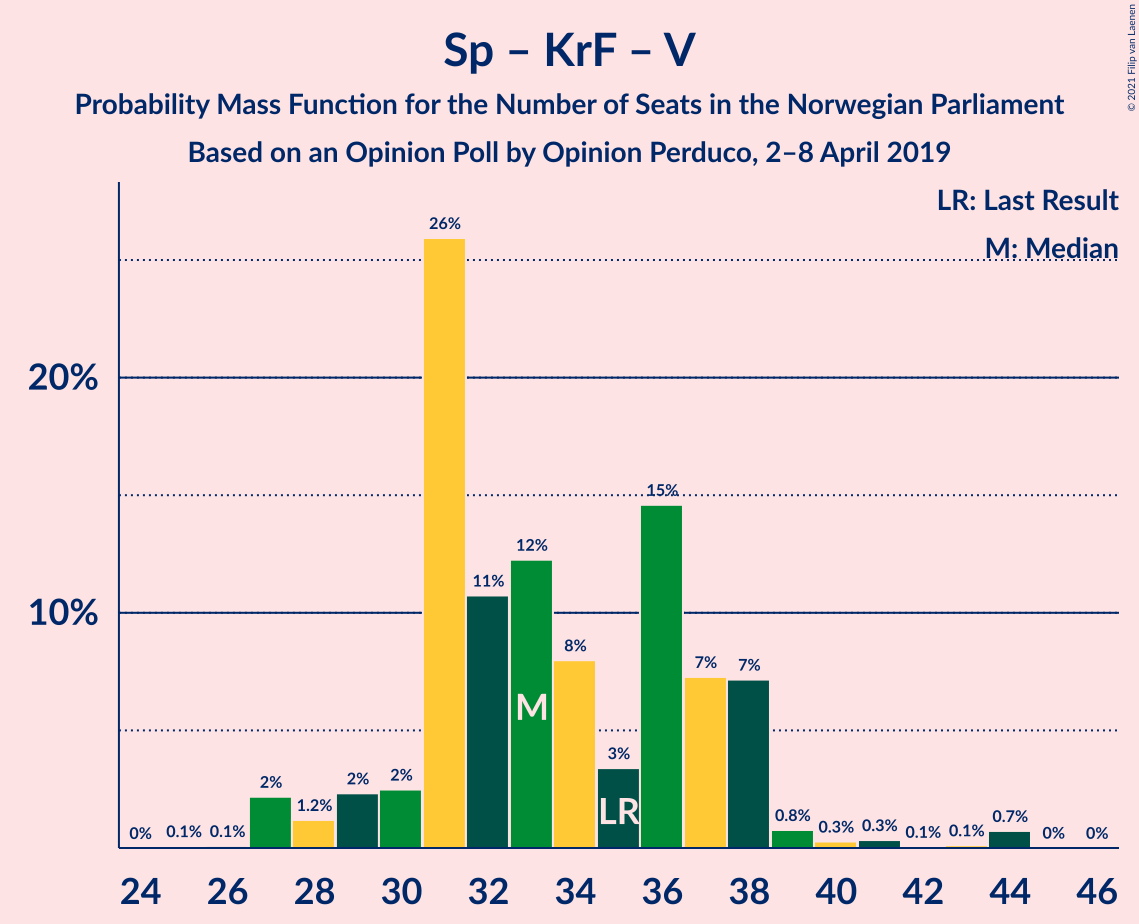 © 2021 Filip van Laenen
Sp – KrF – V
Probability Mass Function for the Number of Seats in the Norwegian Parliament
Based on an Opinion Poll by Opinion Perduco, 2–8 April 2019
LR: Last Result
M: Median
20%
10%
0%
0.1%
0.1%
2%
1.2%
2%
2%
26%
11%
12%
8%
3%
15%
7%
7%
0.8%
0.3%
0.3%
0.1%
0.1%
0.7%
0%
0%
M
LR
24 26 28 30 32 34 36 38 40 42 44 46